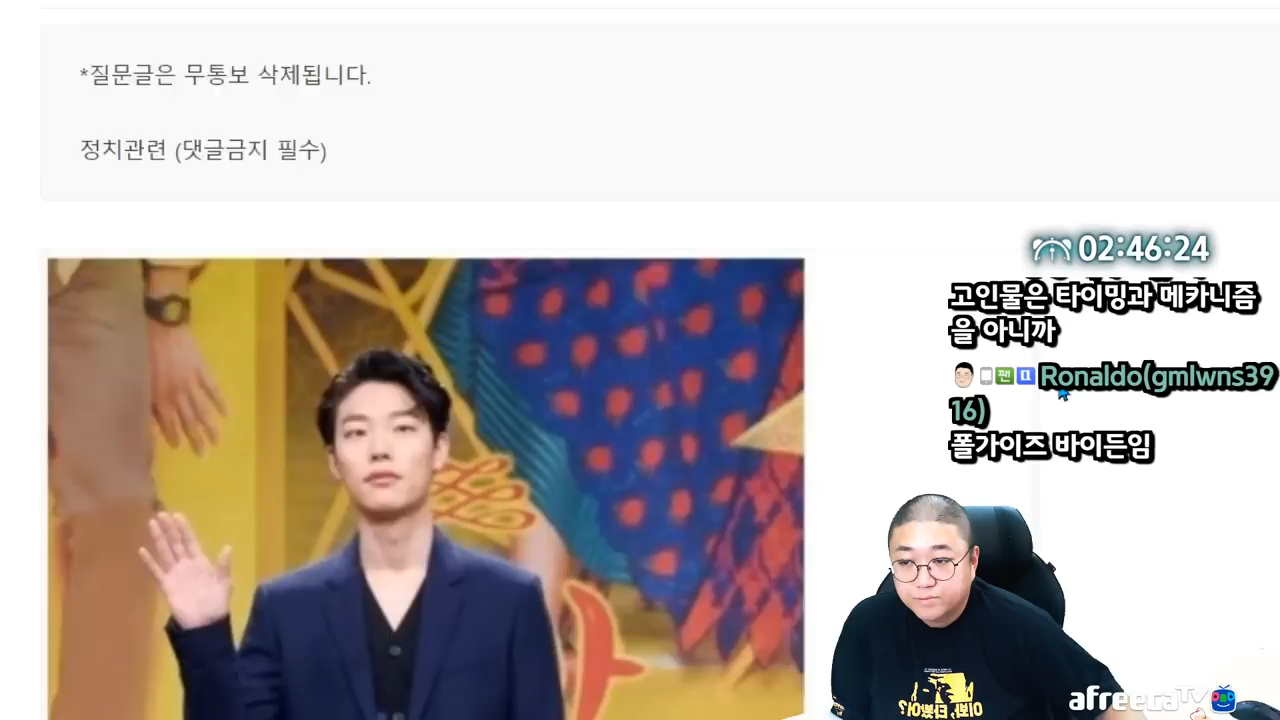 *질문글은 무통보 삭제됩니다.
정치관련 (댓글금지 필수)
02:46:24
고인물은 타이밍과 메카니즘
을 아니까
Ronaldo(gmlwns39
16)
폴가이즈 바이든임
afreecaTV